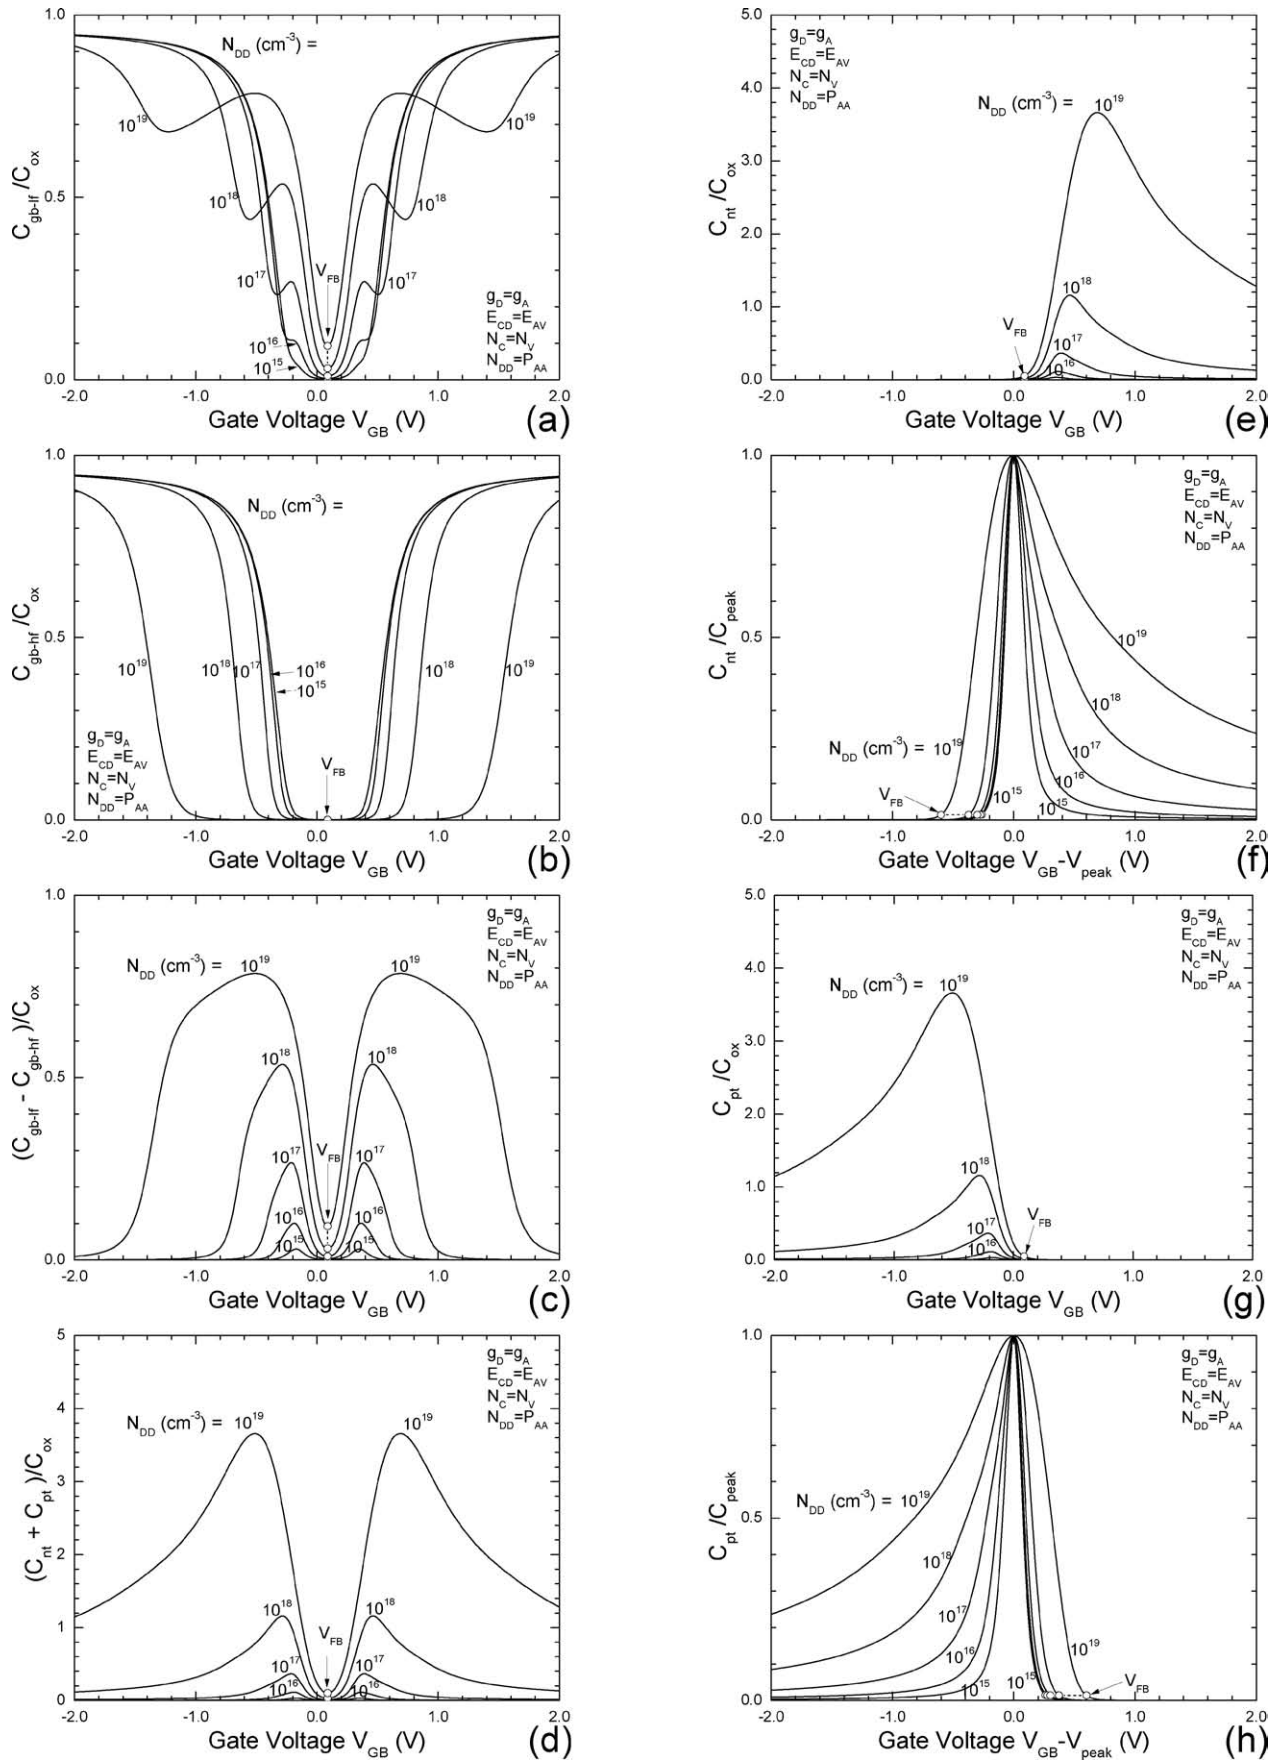 1.0
N_DD (cm^-3) =
10^19
10^19
C_gb-lf /C_ox
0.5
10^18
10^18
10^17
V_FB
10^17
g_D=g_A
E_CD=E_AV
N_C=N_V
N_DD=P_AA
10^16
10^15
0.0
-2.0 -1.0 0.0 1.0 2.0
Gate Voltage V_GB (V)
(a)
1.0
N_DD (cm^-3) =
C_gb-hf /C_ox
0.5
10^19
10^18
10^17
10^16
10^15
10^18
10^19
g_D=g_A
E_CD=E_AV
N_C=N_V
N_DD=P_AA
V_FB
0.0
-2.0 -1.0 0.0 1.0 2.0
Gate Voltage V_GB (V)
(b)
1.0
g_D=g_A
E_CD=E_AV
N_C=N_V
N_DD=P_AA
N_DD (cm^-3) = 10^19
10^19
(C_gb-lf - C_gb-hf )/C_ox
0.5
10^18
10^18
10^17
V_FB
10^17
10^16
10^16
10^15
10^15
0.0
-2.0 -1.0 0.0 1.0 2.0
Gate Voltage V_GB (V)
(c)
5
g_D=g_A
E_CD=E_AV
N_C=N_V
N_DD=P_AA
4
N_DD (cm^-3) = 10^19
10^19
(C_nt + C_pt )/C_ox
3
2
1
10^18
10^18
V_FB
10^17
10^17
10^16
10^16
0
-2.0 -1.0 0.0 1.0 2.0
Gate Voltage V_GB (V)
(d)
5.0
g_D=g_A
E_CD=E_AV
N_C=N_V
N_DD=P_AA
4.0
N_DD (cm^-3) = 10^19
C_nt /C_ox
3.0
2.0
1.0
10^18
V_FB
10^17
10^16
0.0
-2.0 -1.0 0.0 1.0 2.0
Gate Voltage V_GB (V)
(e)
1.0
g_D=g_A
E_CD=E_AV
N_C=N_V
N_DD=P_AA
C_nt /C_peak
0.5
10^19
10^18
N_DD (cm^-3) = 10^19
10^17
10^16
V_FB
10^15
10^15
0.0
-2.0 -1.0 0.0 1.0 2.0
Gate Voltage V_GB-V_peak (V)
(f)
5.0
g_D=g_A
E_CD=E_AV
N_C=N_V
N_DD=P_AA
4.0
N_DD (cm^-3) = 10^19
C_pt /C_ox
3.0
2.0
1.0
10^18
V_FB
10^17
10^16
0.0
-2.0 -1.0 0.0 1.0 2.0
Gate Voltage V_GB (V)
(g)
1.0
g_D=g_A
E_CD=E_AV
N_C=N_V
N_DD=P_AA
C_pt /C_peak
0.5
N_DD (cm^-3) = 10^19
10^18
10^17
10^16
10^19
10^15
10^15
V_FB
0.0
-2.0 -1.0 0.0 1.0 2.0
Gate Voltage V_GB-V_peak (V)
(h)